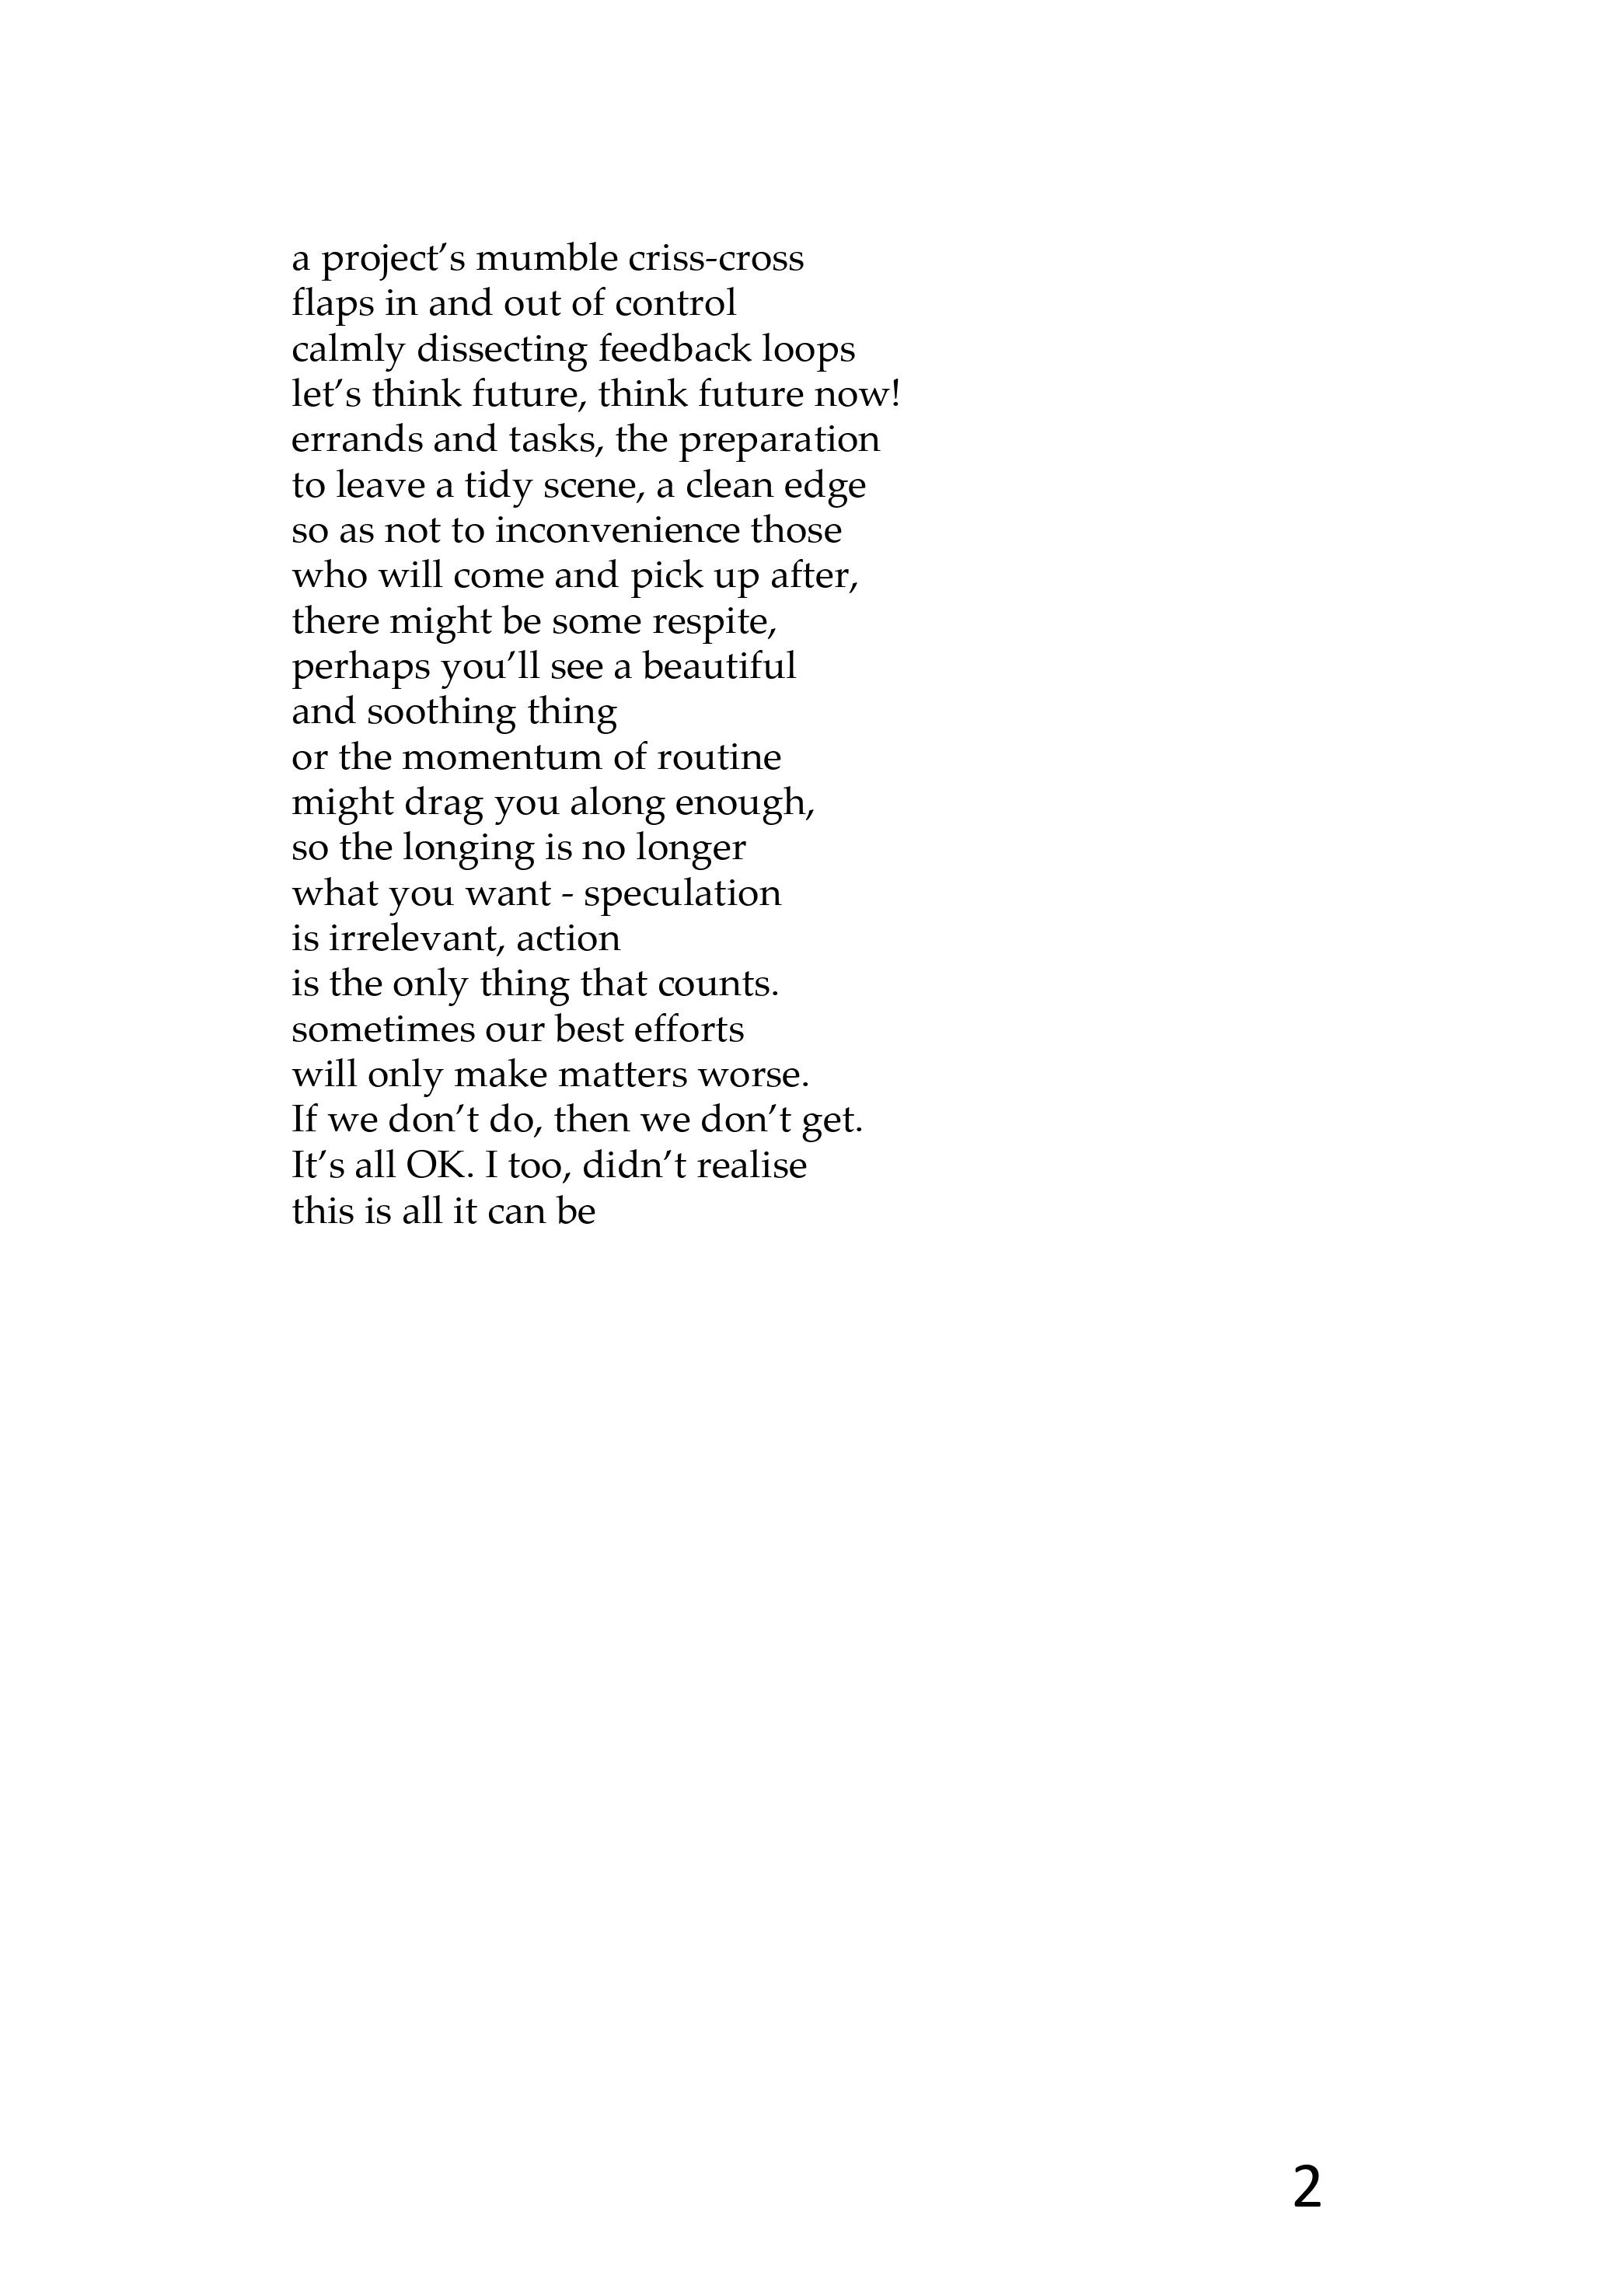 a project’s mumble criss-cross
flaps in and out of control
calmly dissecting feedback loops
let’s think future, think future now!
errands and tasks, the preparation
to leave a tidy scene, a clean edge
so as not to inconvenience those
who will come and pick up after,
there might be some respite,
perhaps you’ll see a beautiful
and soothing thing
or the momentum of routine
might drag you along enough,
so the longing is no longer
what you want - speculation
is irrelevant, action
is the only thing that counts.
sometimes our best efforts
will only make matters worse.
If we don’t do, then we don’t get.
It’s all OK. I too, didn’t realise
this is all it can be
2